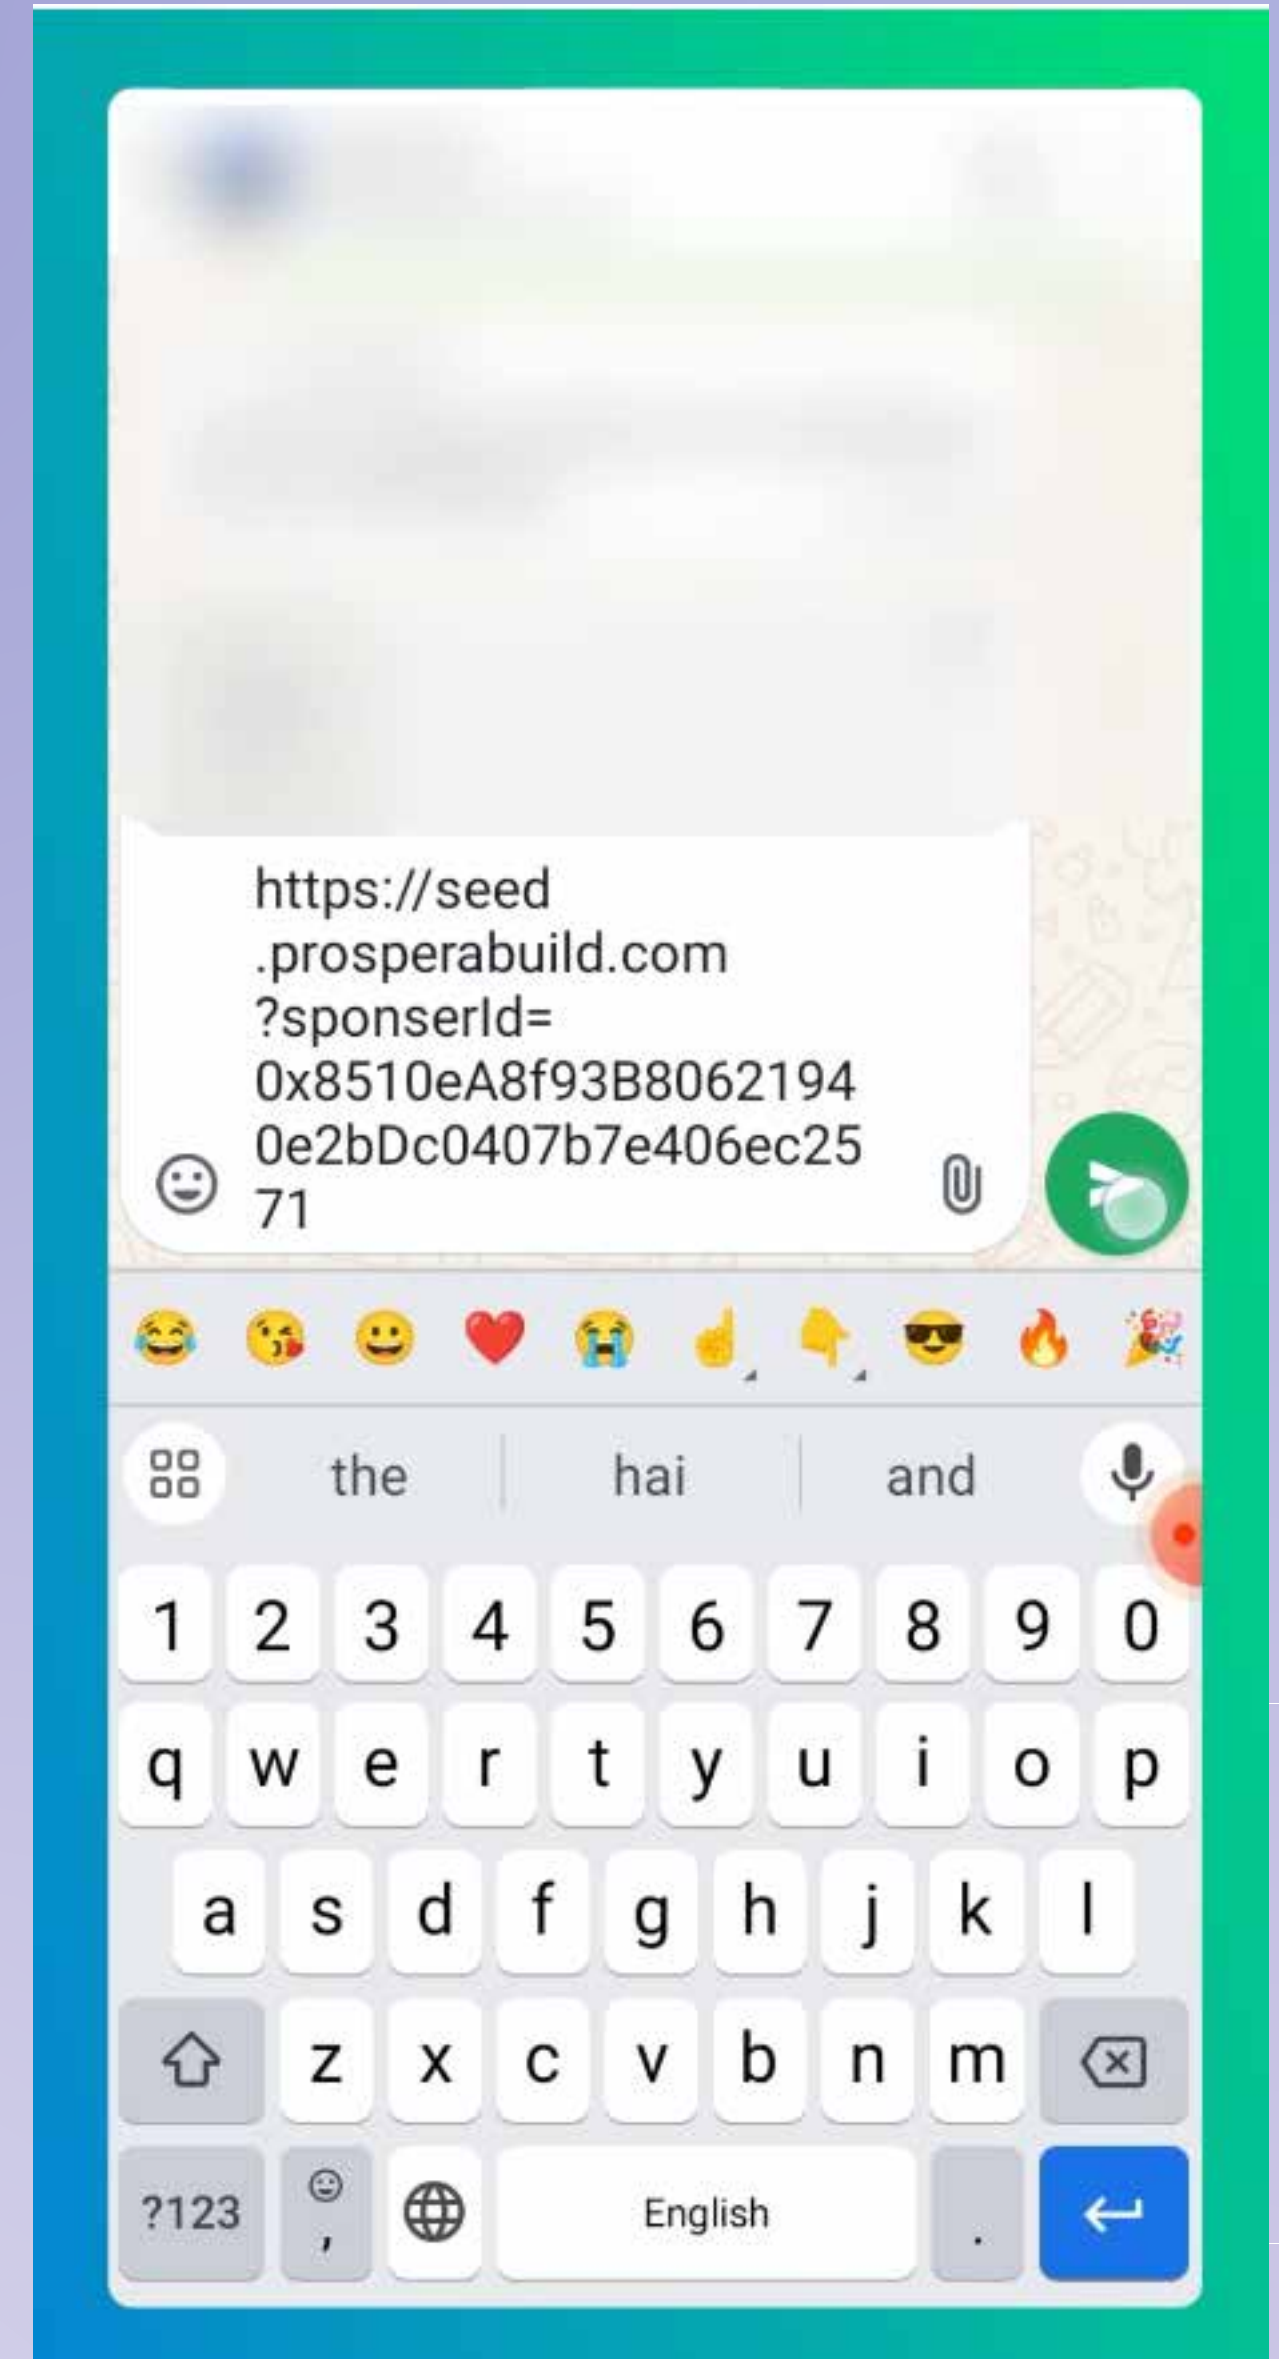 https://seed
.prosperabuild.com
?sponserId=
0x8510eA8f93B8062194
0e2bDc0407b7e406ec25
71
the hai and
1 2 3 4 5 6 7 8 9 0
q w e r t y u i o p
a s d f g h j k l
z x c v b n m
?123 , English .